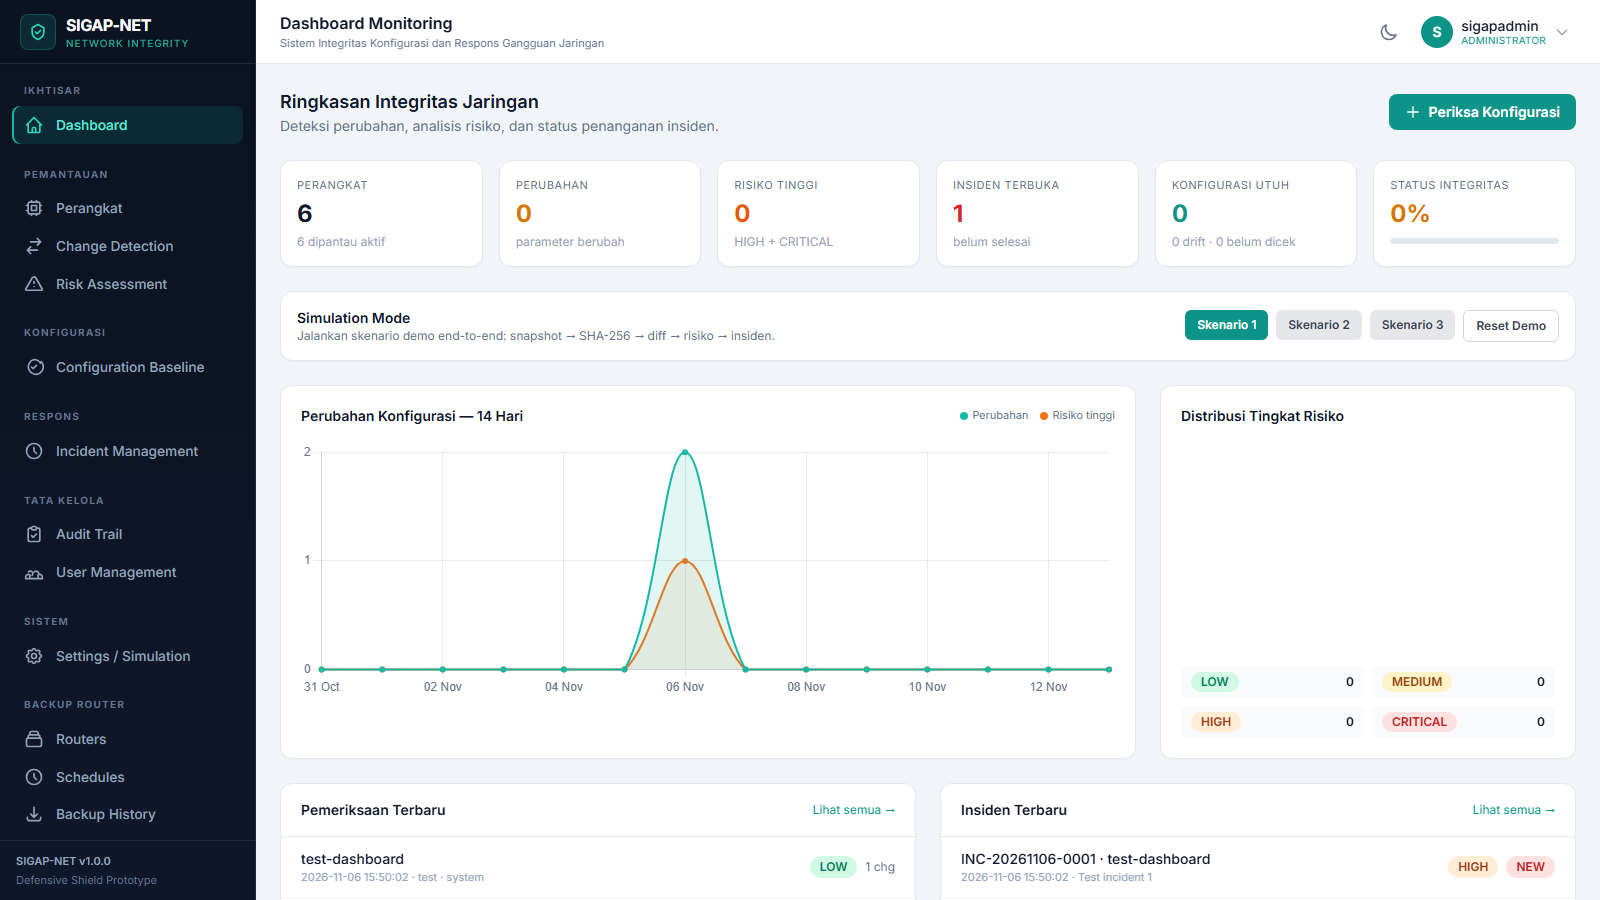 SIGAP-NET
NETWORK INTEGRITY
IKHTISAR
Dashboard
PEMANTAUAN
Perangkat
Change Detection
Risk Assessment
KONFIGURASI
Configuration Baseline
RESPONS
Incident Management
TATA KELOLA
Audit Trail
User Management
SISTEM
Settings / Simulation
BACKUP ROUTER
Routers
Schedules
Backup History
SIGAP-NET v1.0.0
Defensive Shield Prototype
Dashboard Monitoring
Sistem Integritas Konfigurasi dan Respons Gangguan Jaringan
S
sigapadmin
ADMINISTRATOR
Ringkasan Integritas Jaringan
Deteksi perubahan, analisis risiko, dan status penanganan insiden.
+ Periksa Konfigurasi
PERANGKAT
6
6 dipantau aktif
PERUBAHAN
0
parameter berubah
RISIKO TINGGI
0
HIGH + CRITICAL
INSIDEN TERBUKA
1
belum selesai
KONFIGURASI UTUH
0
0 drift · 0 belum dicek
STATUS INTEGRITAS
0%
Simulation Mode
Jalankan skenario demo end-to-end: snapshot → SHA-256 → diff → risiko → insiden.
Skenario 1
Skenario 2
Skenario 3
Reset Demo
Perubahan Konfigurasi — 14 Hari
Perubahan
Risiko tinggi
2
1
0
31 Oct
02 Nov
04 Nov
06 Nov
08 Nov
10 Nov
12 Nov
Distribusi Tingkat Risiko
LOW 0
MEDIUM 0
HIGH 0
CRITICAL 0
Pemeriksaan Terbaru
Lihat semua →
test-dashboard
2026-11-06 15:50:02 · test · system
LOW 1 chg
Insiden Terbaru
Lihat semua →
INC-20261106-0001 · test-dashboard
2026-11-06 15:50:02 · Test incident 1
HIGH NEW